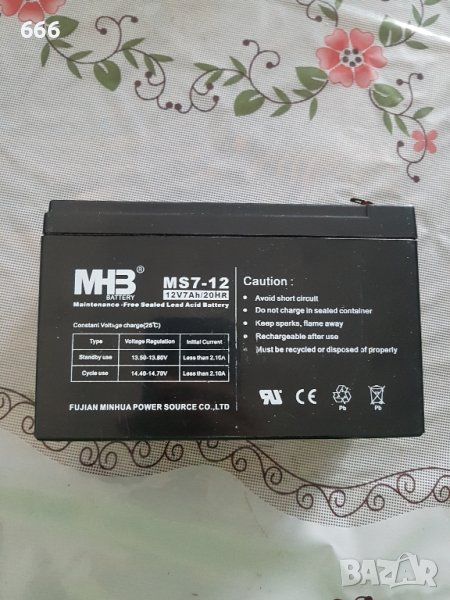 666
MHB®
BATTERY
MS7-12
12V7Ah/20HR
Maintenance-Free Sealed Lead Acid Battery
Constant Voltage charge(25°C)
Type Voltage Regulation Initial Current
Standby use 13.50-13.80V Less than 2.10A
Cycle use 14.40-14.70V Less than 2.10A
FUJIAN MINHUA POWER SOURCE CO.,LTD
Caution :
Avoid short circuit
Do not charge in sealed container
Keep sparks, flame away
Rechargeable after use
Must be recycled or disposed of properly
Pb Pb
BAZAR